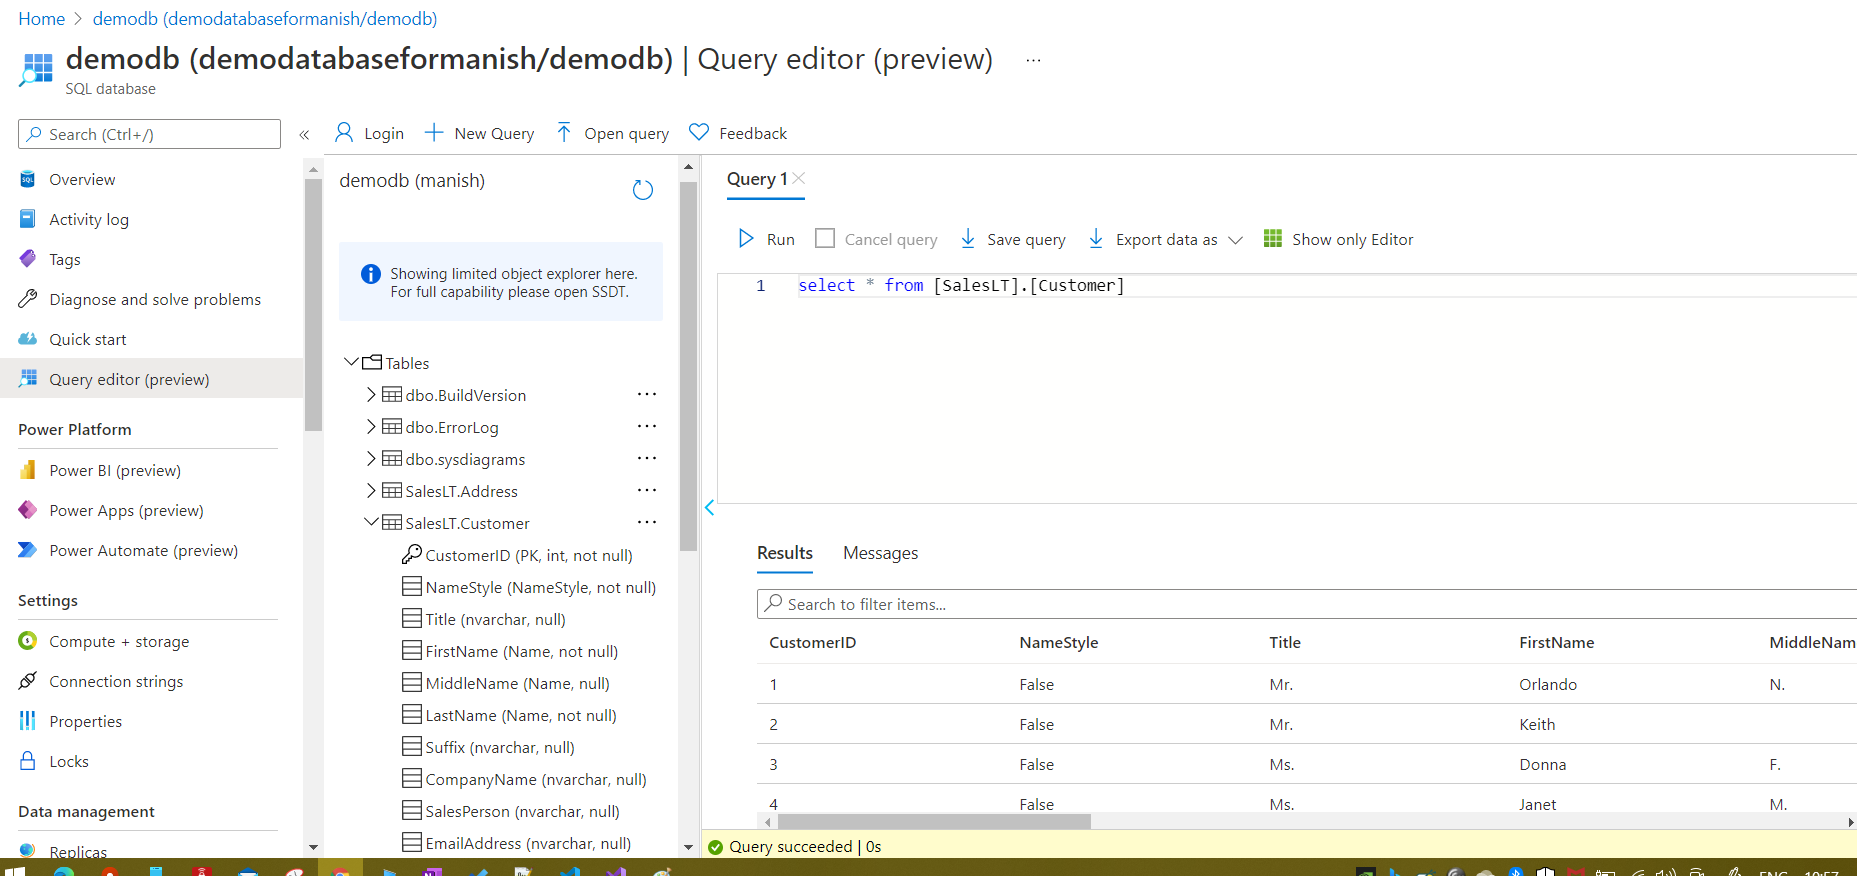 Home > demodb (demodatabaseformanish/demodb)
demodb (demodatabaseformanish/demodb) | Query editor (preview) ...
SQL database
Search (Ctrl+/)
«
Login
New Query
Open query
Feedback
Overview
Activity log
Tags
Diagnose and solve problems
Quick start
Query editor (preview)
Power Platform
Power BI (preview)
Power Apps (preview)
Power Automate (preview)
Settings
Compute + storage
Connection strings
Properties
Locks
Data management
Replicas
demodb (manish)
Showing limited object explorer here.
For full capability please open SSDT.
Tables
dbo.BuildVersion ...
dbo.ErrorLog ...
dbo.sysdiagrams ...
SalesLT.Address ...
SalesLT.Customer ...
CustomerID (PK, int, not null)
NameStyle (NameStyle, not null)
Title (nvarchar, null)
FirstName (Name, not null)
MiddleName (Name, null)
LastName (Name, not null)
Suffix (nvarchar, null)
CompanyName (nvarchar, null)
SalesPerson (nvarchar, null)
EmailAddress (nvarchar, null)
Query 1
Run
Cancel query
Save query
Export data as
Show only Editor
1 select * from [SalesLT].[Customer]
Results Messages
Search to filter items...
CustomerID NameStyle Title FirstName MiddleNam
1 False Mr. Orlando N.
2 False Mr. Keith
3 False Ms. Donna F.
4 False Ms. Janet M.
Query succeeded | 0s
ENG 10:57